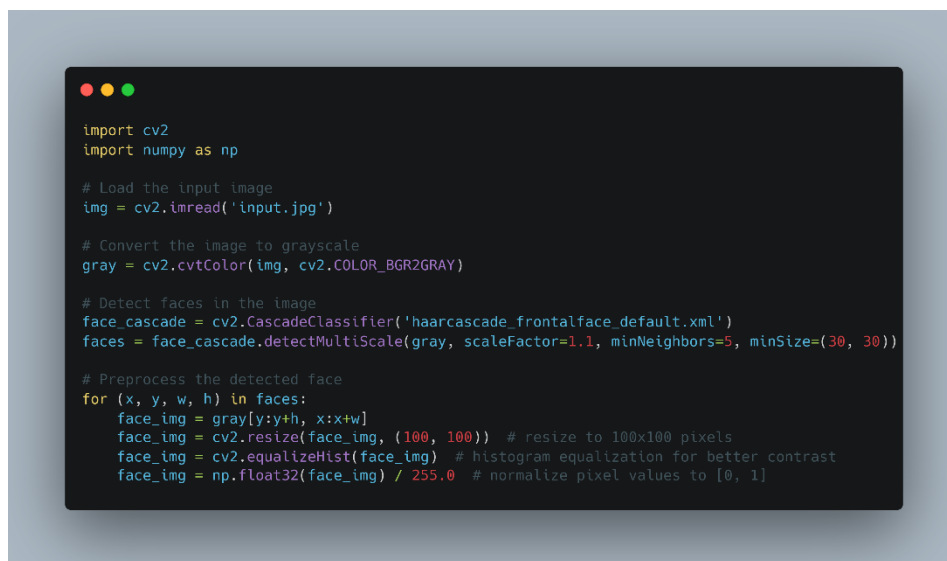 import cv2
import numpy as np
# Load the input image
img = cv2.imread('input.jpg')
# Convert the image to grayscale
gray = cv2.cvtColor(img, cv2.COLOR_BGR2GRAY)
# Detect faces in the image
face_cascade = cv2.CascadeClassifier('haarcascade_frontalface_default.xml')
faces = face_cascade.detectMultiScale(gray, scaleFactor=1.1, minNeighbors=5, minSize=(30, 30))
# Preprocess the detected face
for (x, y, w, h) in faces:
    face_img = gray[y:y+h, x:x+w]
    face_img = cv2.resize(face_img, (100, 100))  # resize to 100x100 pixels
    face_img = cv2.equalizeHist(face_img)  # histogram equalization for better contrast
    face_img = np.float32(face_img) / 255.0  # normalize pixel values to [0, 1]